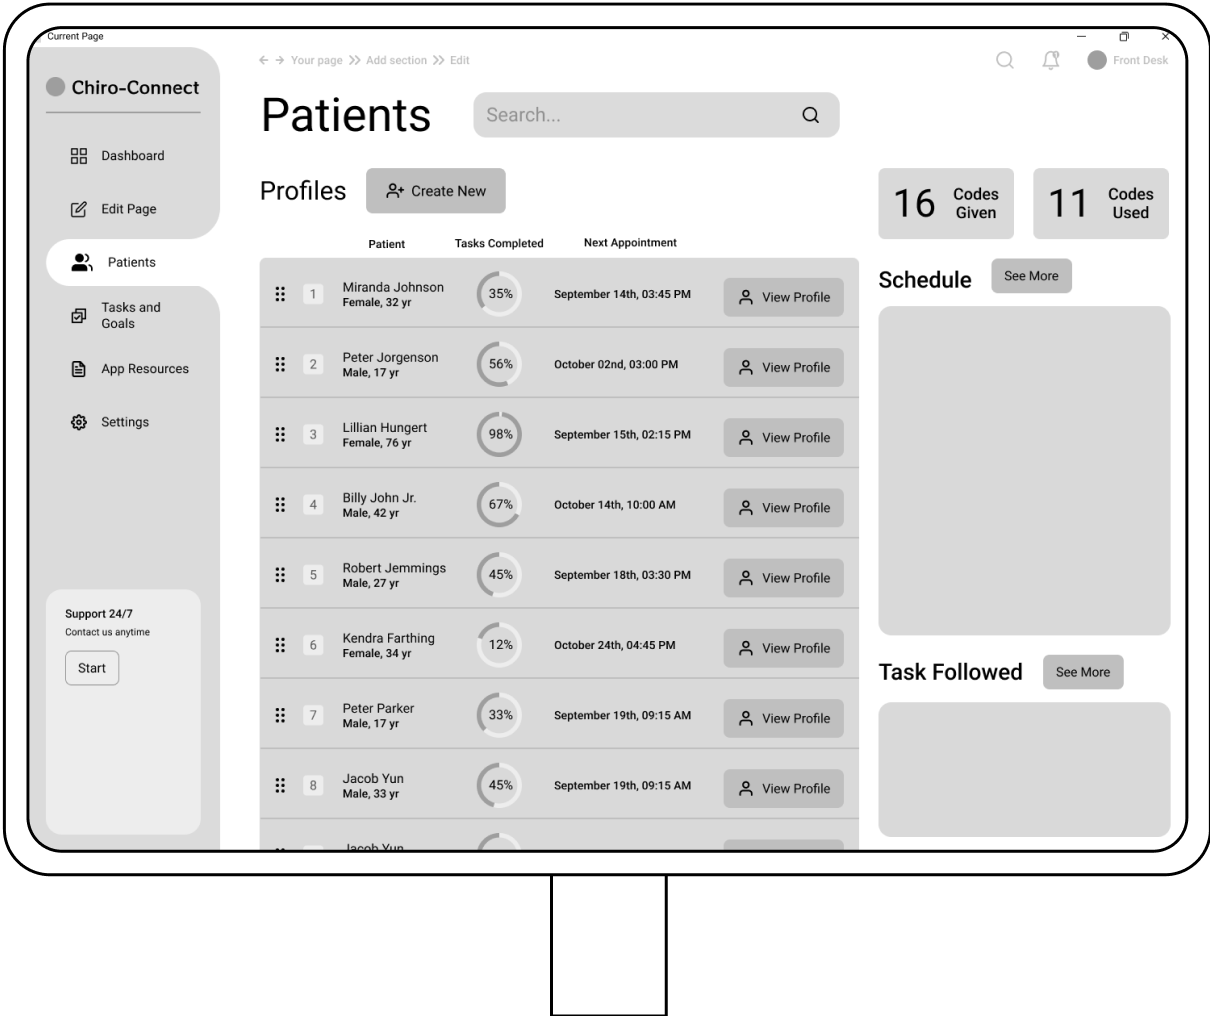 Current Page
Your page Add section Edit
Front Desk
Chiro-Connect
Dashboard
Edit Page
Patients
Tasks and
Goals
App Resources
Settings
Support 24/7
Contact us anytime
Start
Patients
Search...
Profiles
Create New
Patient Tasks Completed Next Appointment
1 Miranda Johnson
Female, 32 yr
35% September 14th, 03:45 PM View Profile
2 Peter Jorgenson
Male, 17 yr
56% October 02nd, 03:00 PM View Profile
3 Lillian Hungert
Female, 76 yr
98% September 15th, 02:15 PM View Profile
4 Billy John Jr.
Male, 42 yr
67% October 14th, 10:00 AM View Profile
5 Robert Jemmings
Male, 27 yr
45% September 18th, 03:30 PM View Profile
6 Kendra Farthing
Female, 34 yr
12% October 24th, 04:45 PM View Profile
7 Peter Parker
Male, 17 yr
33% September 19th, 09:15 AM View Profile
8 Jacob Yun
Male, 33 yr
45% September 19th, 09:15 AM View Profile
Jacob Yun
16 Codes
Given
11 Codes
Used
Schedule See More
Task Followed See More